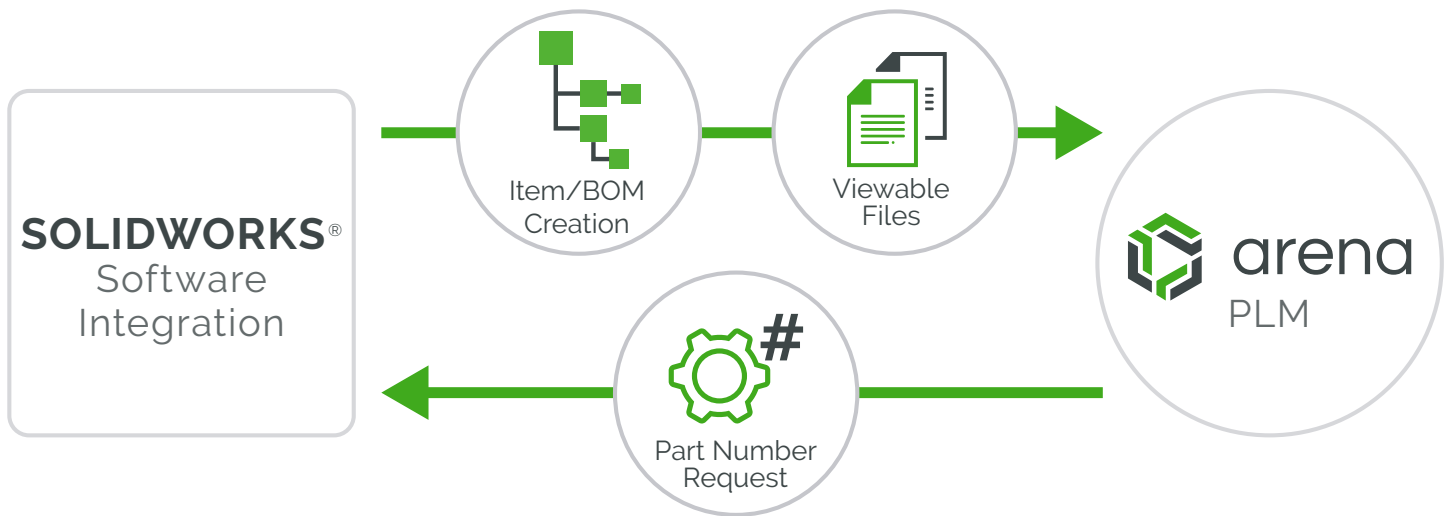 SOLIDWORKS®
Software
Integration
Item/BOM
Creation
Viewable
Files
arena
PLM
#
Part Number
Request